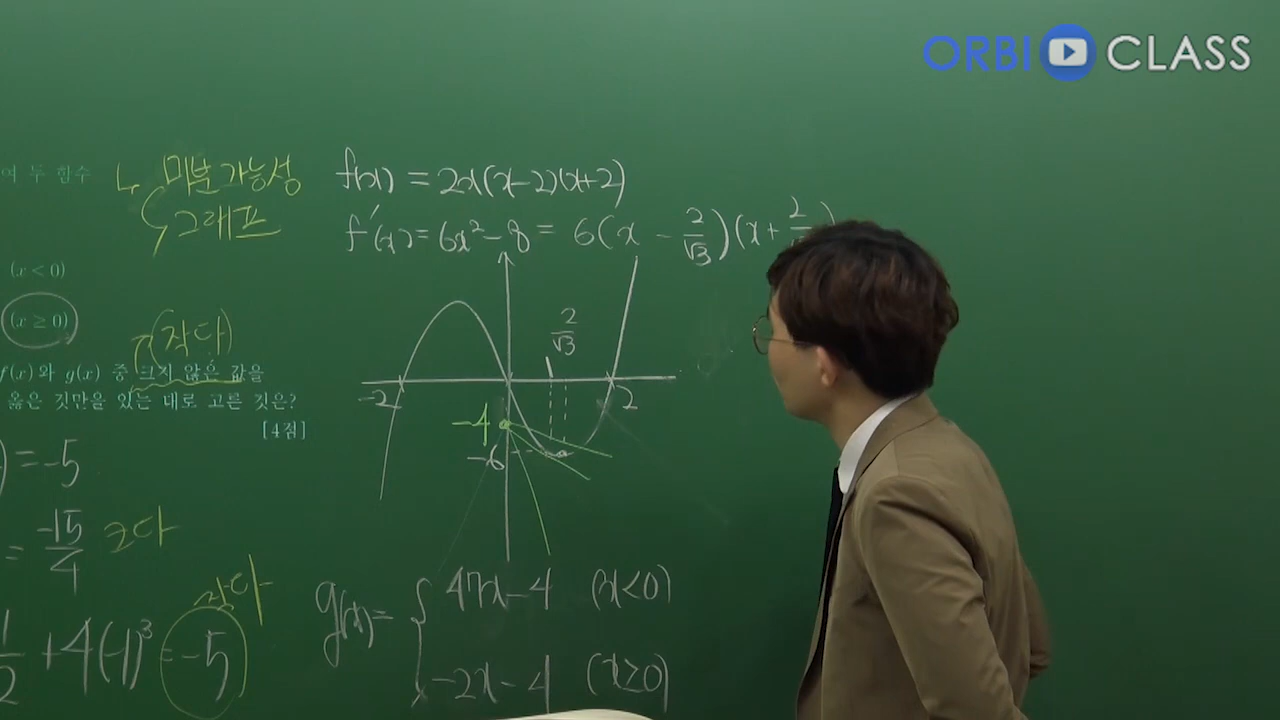 ORBI CLASS
여 두 함수
미분가능성
그래프
f(x) = 2x(x-2)(x+2)
f'(x) = 6x²-8 = 6(x - 2/√3)(x + 2/
(x < 0)
(x ≥ 0)
(작다)
f(x)와 g(x) 중 크지 않은 값을
옳은 것만을 있는 대로 고른 것은?
[4점]
2/√3
-2
2
-4
-6
) = -5
= -15/4 크다
작다
1/2 + 4(-1)³ = -5
g(x) = { 47x-4 (x<0)
-2x-4 (x≥0)